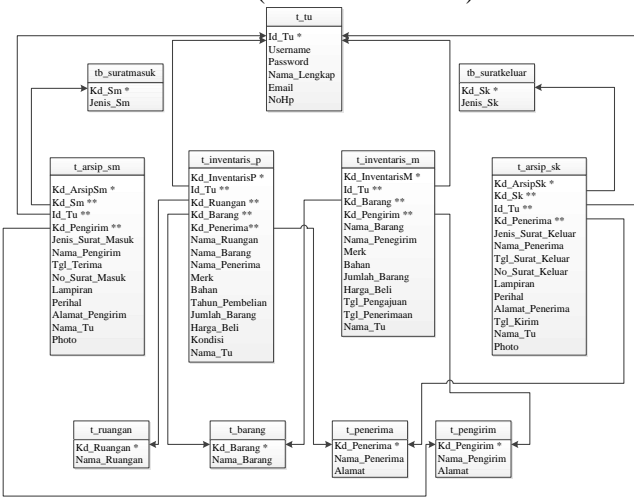 t_tu
Id_Tu *
Username
Password
Nama_Lengkap
Email
NoHp
tb_suratmasuk
Kd_Sm *
Jenis_Sm
tb_suratkeluar
Kd_Sk *
Jenis_Sk
t_arsip_sm
Kd_ArsipSm *
Kd_Sm **
Id_Tu **
Kd_Pengirim **
Jenis_Surat_Masuk
Nama_Pengirim
Tgl_Terima
No_Surat_Masuk
Lampiran
Perihal
Alamat_Pengirim
Nama_Tu
Photo
t_inventaris_p
Kd_InventarisP *
Id_Tu **
Kd_Ruangan **
Kd_Barang **
Kd_Penerima**
Nama_Ruangan
Nama_Barang
Nama_Penerima
Merk
Bahan
Tahun_Pembelian
Jumlah_Barang
Harga_Beli
Kondisi
Nama_Tu
t_inventaris_m
Kd_InventarisM *
Id_Tu **
Kd_Barang **
Kd_Pengirim **
Nama_Barang
Nama_Penegirim
Merk
Bahan
Jumlah_Barang
Harga_Beli
Tgl_Pengajuan
Tgl_Penerimaan
Nama_Tu
t_arsip_sk
Kd_ArsipSk *
Kd_Sk **
Id_Tu **
Kd_Penerima **
Jenis_Surat_Keluar
Nama_Penerima
Tgl_Surat_Keluar
No_Surat_Keluar
Lampiran
Perihal
Alamat_Penerima
Tgl_Kirim
Nama_Tu
Photo
t_ruangan
Kd_Ruangan *
Nama_Ruangan
t_barang
Kd_Barang *
Nama_Barang
t_penerima
Kd_Penerima *
Nama_Penerima
Alamat
t_pengirim
Kd_Pengirim *
Nama_Pengirim
Alamat